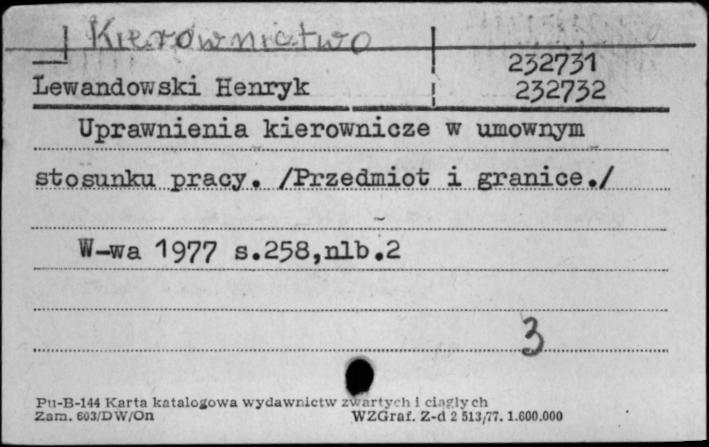 Kierownictwo
232731
Lewandowski Henryk 232732
Uprawnienia kierownicze w umownym
stosunku pracy. /Przedmiot i granice./
W-wa 1977 s.258,nlb.2
3
Pu-B-144 Karta katalogowa wydawnictw zwartych i ciągłych
Zam. 603/DW/On WZGraf. Z-d 2 513/77. 1.600.000